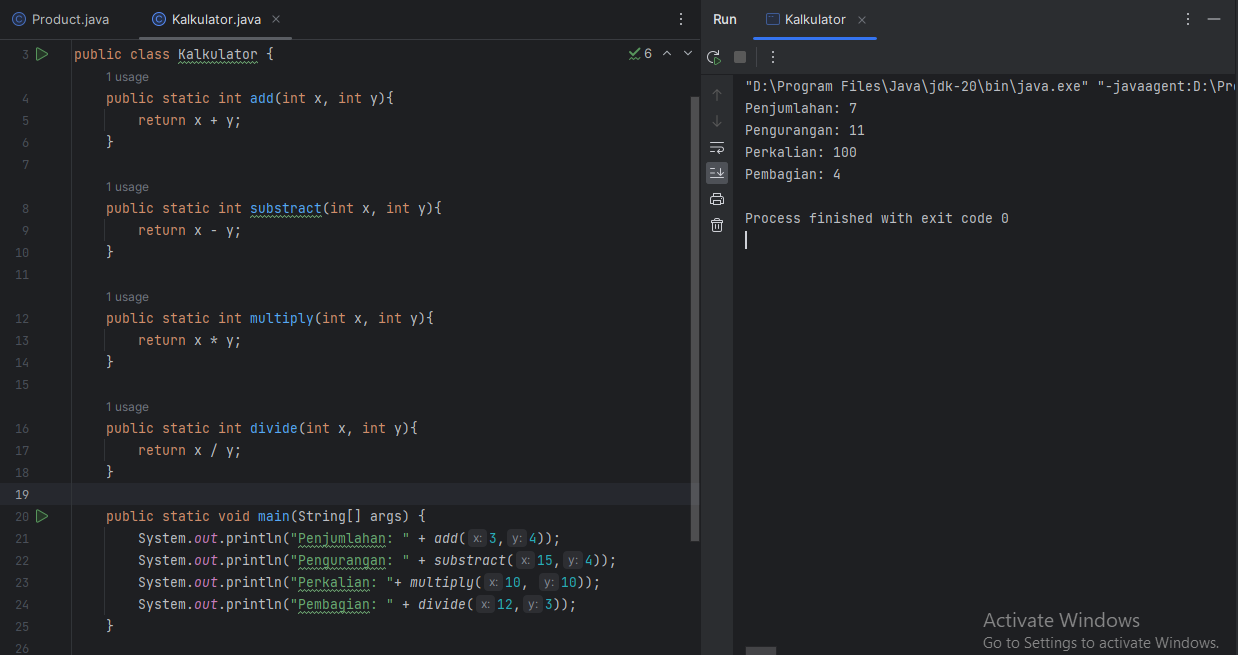 Product.java
Kalkulator.java
Run
Kalkulator
3 public class Kalkulator {
6
1 usage
4 public static int add(int x, int y){
5 return x + y;
6 }
7
1 usage
8 public static int substract(int x, int y){
9 return x - y;
10 }
11
1 usage
12 public static int multiply(int x, int y){
13 return x * y;
14 }
15
1 usage
16 public static int divide(int x, int y){
17 return x / y;
18 }
19
20 public static void main(String[] args) {
21 System.out.println("Penjumlahan: " + add( x: 3, y: 4));
22 System.out.println("Pengurangan: " + substract( x: 15, y: 4));
23 System.out.println("Perkalian: "+ multiply( x: 10, y: 10));
24 System.out.println("Pembagian: " + divide( x: 12, y: 3));
25 }
26
"D:\Program Files\Java\jdk-20\bin\java.exe" "-javaagent:D:\Pr
Penjumlahan: 7
Pengurangan: 11
Perkalian: 100
Pembagian: 4
Process finished with exit code 0
Activate Windows
Go to Settings to activate Windows.